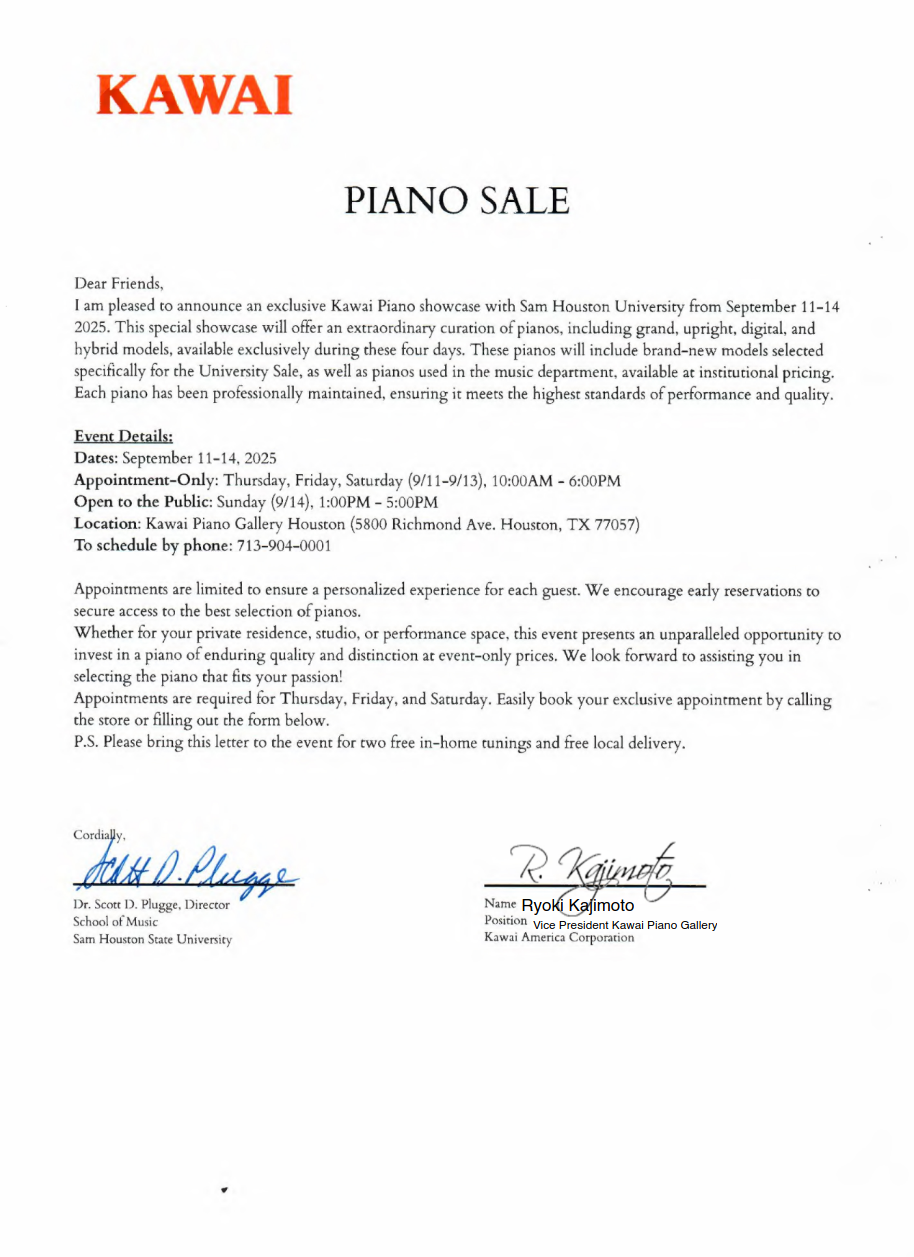 KAWAI
PIANO SALE
Dear Friends,
I am pleased to announce an exclusive Kawai Piano showcase with Sam Houston University from September 11-14
2025. This special showcase will offer an extraordinary curation of pianos, including grand, upright, digital, and
hybrid models, available exclusively during these four days. These pianos will include brand-new models selected
specifically for the University Sale, as well as pianos used in the music department, available at institutional pricing.
Each piano has been professionally maintained, ensuring it meets the highest standards of performance and quality.
Event Details:
Dates: September 11-14, 2025
Appointment-Only: Thursday, Friday, Saturday (9/11-9/13), 10:00AM - 6:00PM
Open to the Public: Sunday (9/14), 1:00PM - 5:00PM
Location: Kawai Piano Gallery Houston (5800 Richmond Ave. Houston, TX 77057)
To schedule by phone: 713-904-0001
Appointments are limited to ensure a personalized experience for each guest. We encourage early reservations to
secure access to the best selection of pianos.
Whether for your private residence, studio, or performance space, this event presents an unparalleled opportunity to
invest in a piano of enduring quality and distinction at event-only prices. We look forward to assisting you in
selecting the piano that fits your passion!
Appointments are required for Thursday, Friday, and Saturday. Easily book your exclusive appointment by calling
the store or filling out the form below.
P.S. Please bring this letter to the event for two free in-home tunings and free local delivery.
Cordially,
Scott D. Plugge
Dr. Scott D. Plugge, Director
School of Music
Sam Houston State University
R. Kajimoto
Name Ryoki Kajimoto
Position Vice President Kawai Piano Gallery
Kawai America Corporation